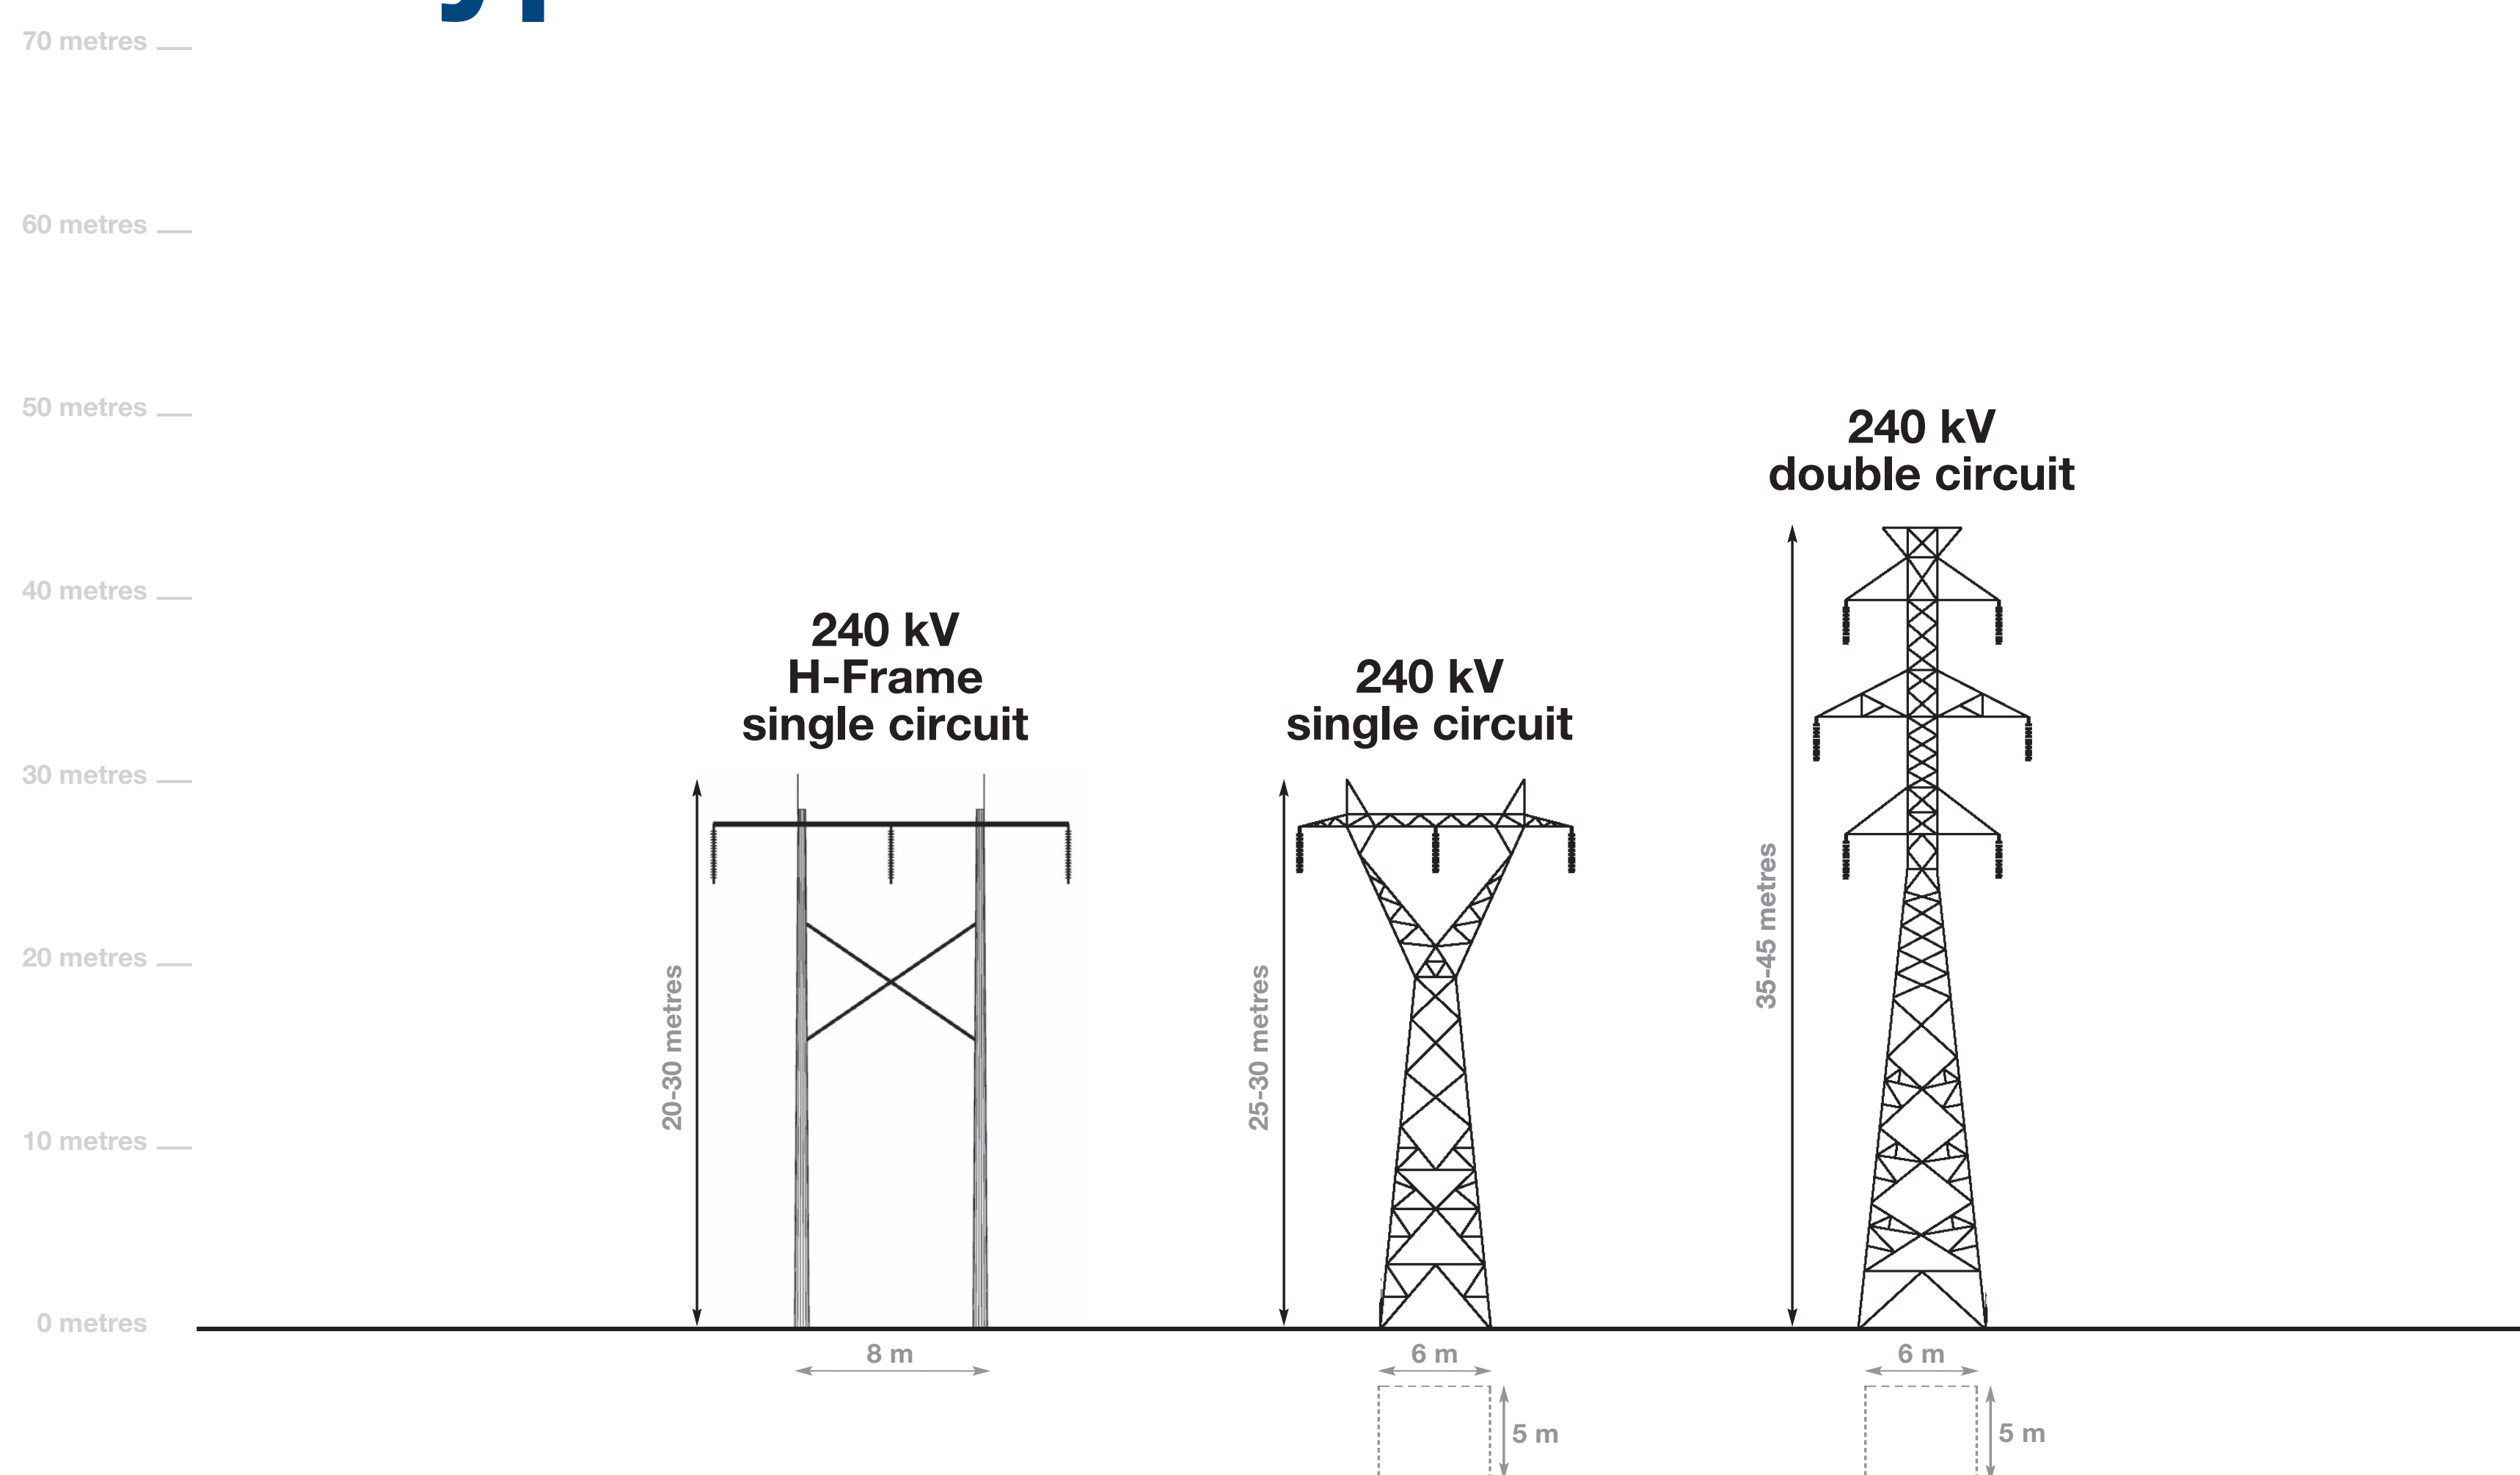 70 metres
60 metres
50 metres
40 metres
30 metres
20 metres
10 metres
0 metres
240 kV
H-Frame
single circuit
20-30 metres
8 m
240 kV
single circuit
25-30 metres
6 m
5 m
240 kV
double circuit
35-45 metres
6 m
5 m